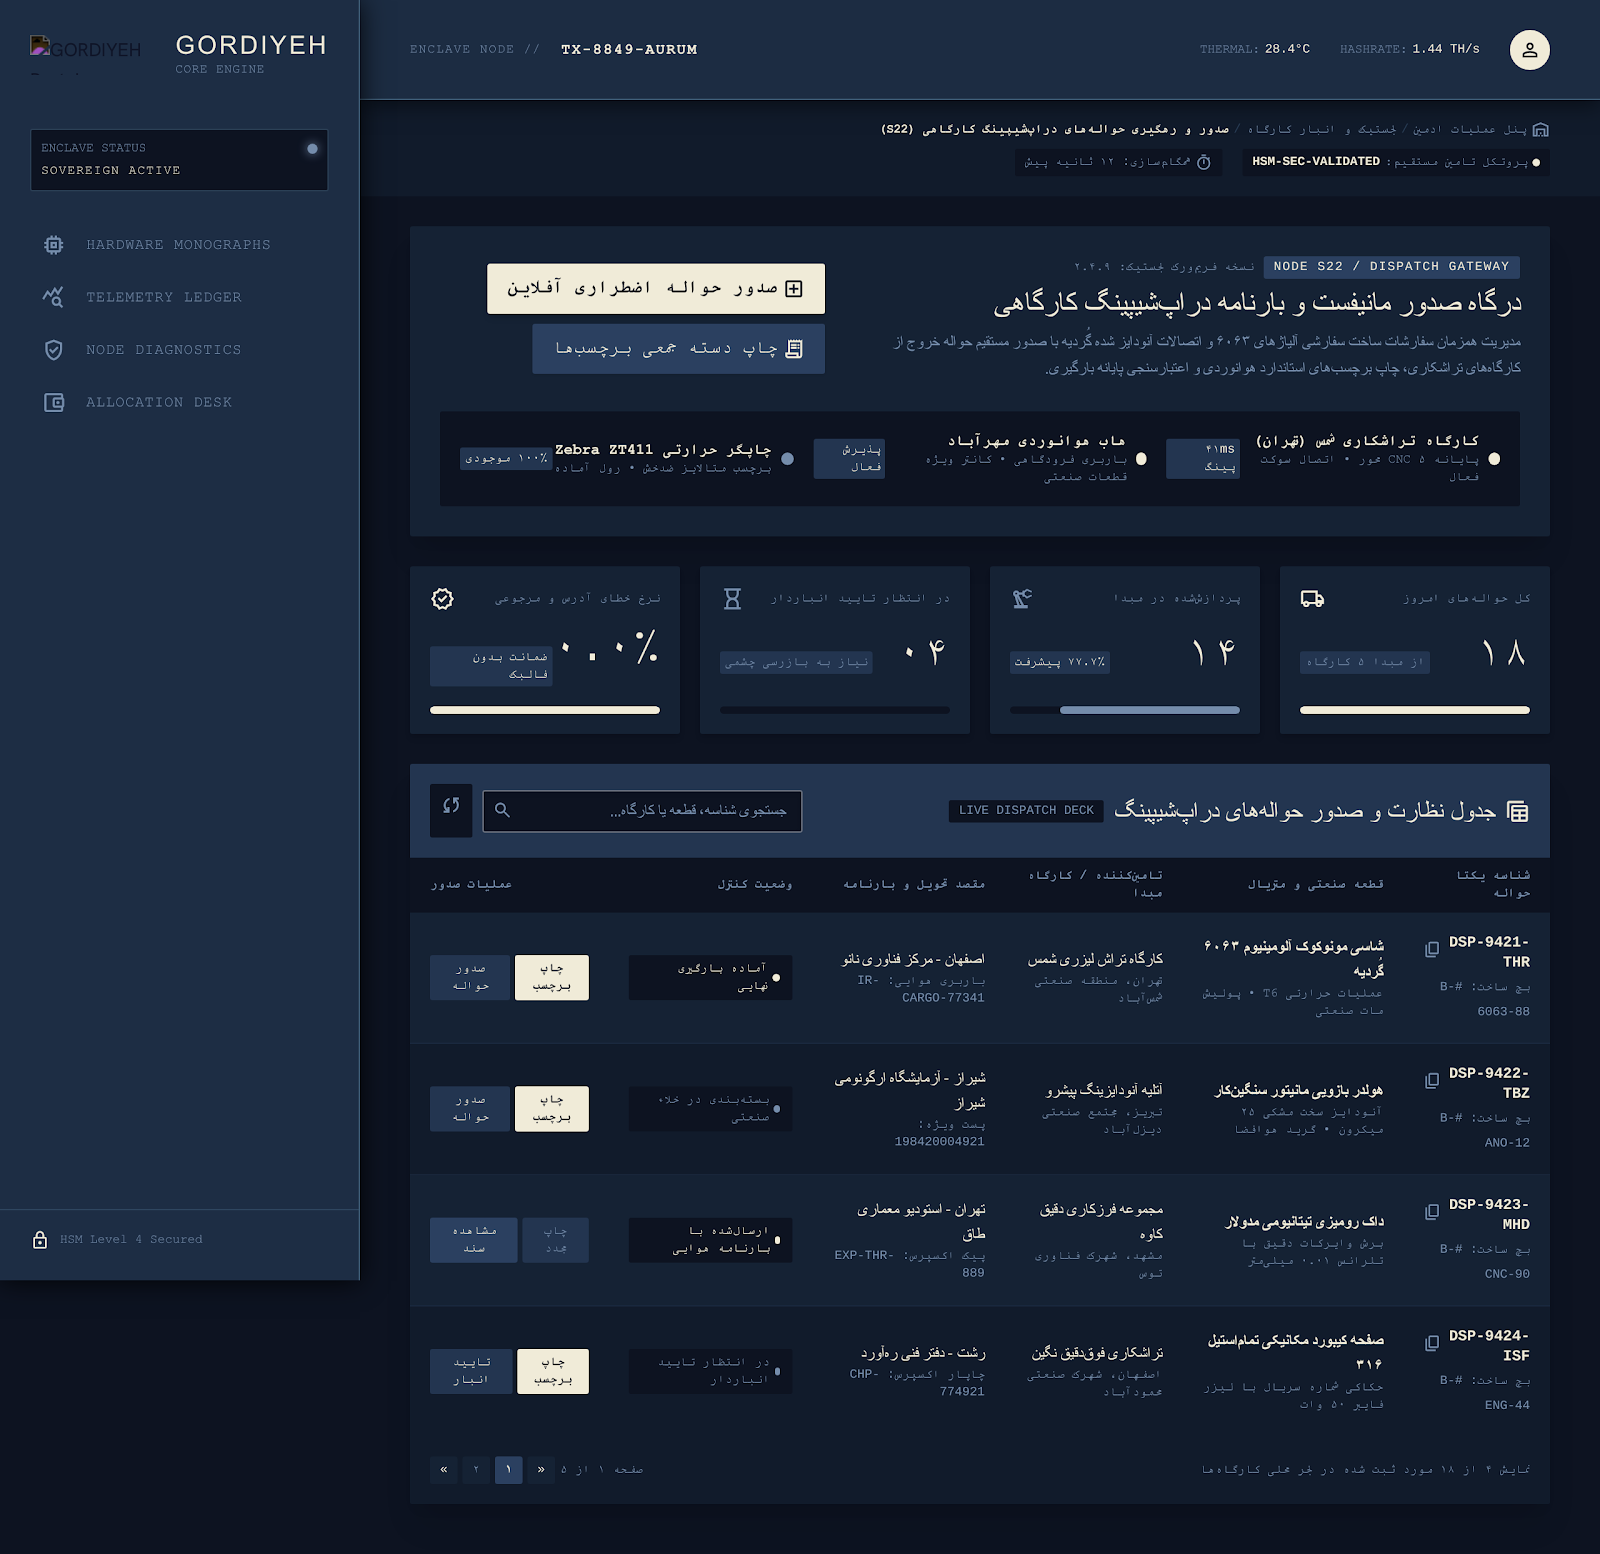 GORDIYEH
GORDIYEH
CORE ENGINE
ENCLAVE STATUS
SOVEREIGN ACTIVE
HARDWARE MONOGRAPHS
TELEMETRY LEDGER
NODE DIAGNOSTICS
ALLOCATION DESK
HSM Level 4 Secured
ENCLAVE NODE // TX-8849-AURUM
THERMAL: 28.4°C HASHRATE: 1.44 TH/s
پنل عملیات ادمین / لجستیک و انبار کارگاه / صدور و رهگیری حواله‌های دراپ‌شیپینگ کارگاهی (S22)
پروتکل تامین مستقیم: HSM-SEC-VALIDATED
همگام‌سازی: ۱۲ ثانیه پیش
NODE S22 / DISPATCH GATEWAY نسخه فریم‌ورک لجستیک: ۲.۴.۹
درگاه صدور مانیفست و بارنامه دراپ‌شیپینگ کارگاهی
مدیریت همزمان سفارشات ساخت سفارشی آلیاژهای ۶۰۶۳ و اتصالات آنودایز شده گُردیه با صدور مستقیم حواله خروج از
کارگاه‌های تراشکاری، چاپ برچسب‌های استاندارد هوانوردی و اعتبارسنجی پایانه بارگیری.
صدور حواله اضطراری آفلاین
چاپ دسته جمعی برچسب‌ها
کارگاه تراشکاری شمس (تهران)
پایانه CNC ۵ محور • اتصال سوکت
فعال
۴۱ms
پینگ
هاب هوانوردی مهرآباد
باربری فرودگاهی • کانتر ویژه
قطعات صنعتی
پذیرش
فعال
چاپگر حرارتی Zebra ZT411
برچسب متالایز ضدخش • رول آماده
۱۰۰٪ موجودی
کل حواله‌های امروز
۱۸
از مبدا ۵ کارگاه
پردازش‌شده در مبدا
۱۴
۷۷.۷٪ پیشرفت
در انتظار تایید انباردار
۰۴
نیاز به بازرسی چشمی
نرخ خطای آدرس و مرجوعی
۰.۰٪
ضمانت بدون
فالبک
جدول نظارت و صدور حواله‌های دراپ‌شیپینگ
LIVE DISPATCH DECK
جستجوی شناسه، قطعه یا کارگاه...
شناسه یکتا
حواله
قطعه صنعتی و متریال
تامین‌کننده / کارگاه
مبدا
مقصد تحویل و بارنامه
وضعیت کنترل
عملیات صدور
DSP-9421-
THR
بچ ساخت: #B-
6063-88
شاسی مونوکوک آلومینیوم ۶۰۶۳
گُردیه
عملیات حرارتی T6 • پولیش
مات صنعتی
کارگاه تراش لیزری شمس
تهران، منطقه صنعتی
شمس‌آباد
اصفهان - مرکز فناوری نانو
باربری هوایی: IR-
CARGO-77341
آماده بارگیری
نهایی
چاپ
برچسب
صدور
حواله
DSP-9422-
TBZ
بچ ساخت: #B-
ANO-12
هولدر بازویی مانیتور سنگین‌کار
آنودایز سخت مشکی ۲۵
میکرون • گرید هوافضا
آتلیه آنودایزینگ پیشرو
تبریز، مجتمع صنعتی
دیزل‌آباد
شیراز - آزمایشگاه ارگونومی
شیراز
پست ویژه:
198420004921
بسته‌بندی در خلاء
صنعتی
چاپ
برچسب
صدور
حواله
DSP-9423-
MHD
بچ ساخت: #B-
CNC-90
داک رومیزی تیتانیومی مدولار
برش وایرکات دقیق با
تلرانس ۰.۰۱ میلی‌متر
مجموعه فرزکاری دقیق
کاوه
مشهد، شهرک فناوری
توس
تهران - استودیو معماری
طاق
پیک اکسپرس: EXP-THR-
889
ارسال‌شده با
بارنامه هوایی
چاپ
مجدد
مشاهده
سند
DSP-9424-
ISF
بچ ساخت: #B-
ENG-44
صفحه کیبورد مکانیکی تمام‌استیل
۳۱۶
حکاکی شماره سریال با لیزر
فایبر ۵۰ وات
تراشکاری فوق‌دقیق نگین
اصفهان، شهرک صنعتی
محمودآباد
رشت - دفتر فنی ره‌آورد
چاپار اکسپرس: CHP-
774921
در انتظار تایید
انباردار
چاپ
برچسب
تایید
انبار
نمایش ۴ از ۱۸ مورد ثبت شده در لجر محلی کارگاه‌ها
صفحه ۱ از ۵ » ۱ ۲ «